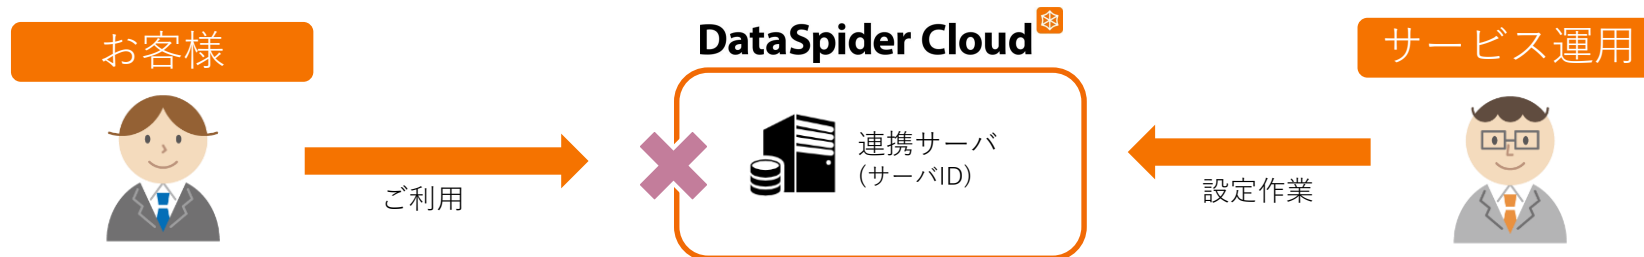 お客様
DataSpider Cloud
サービス運用
連携サーバ
(サーバID)
ご利用
設定作業